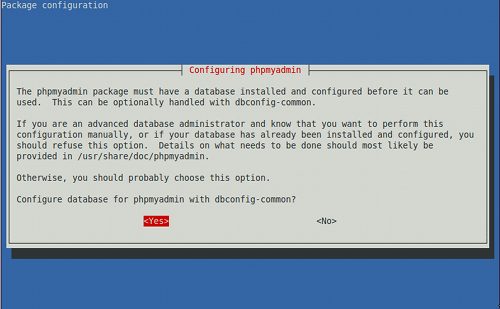 Package configuration
Configuring phpmyadmin
The phpmyadmin package must have a database installed and configured before it can be
used.  This can be optionally handled with dbconfig-common.
If you are an advanced database administrator and know that you want to perform this
configuration manually, or if your database has already been installed and configured, you
should refuse this option.  Details on what needs to be done should most likely be
provided in /usr/share/doc/phpmyadmin.
Otherwise, you should probably choose this option.
Configure database for phpmyadmin with dbconfig-common?
<Yes> <No>